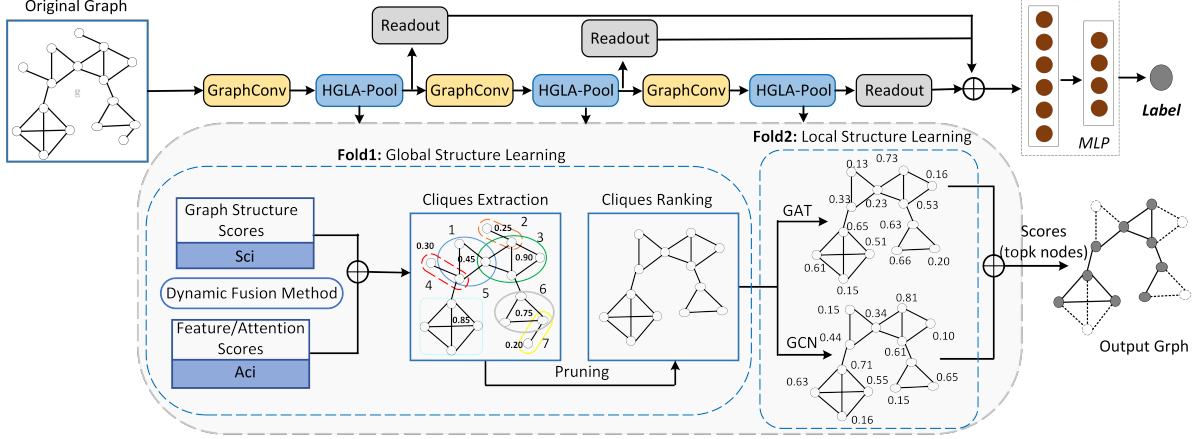 Original Graph
Readout
Readout
GraphConv
HGLA-Pool
GraphConv
HGLA-Pool
GraphConv
HGLA-Pool
Readout
MLP
Label
Fold1: Global Structure Learning
Fold2: Local Structure Learning
Graph Structure
Scores
Sci
Dynamic Fusion Method
Feature/Attention
Scores
Aci
Cliques Extraction
1
2
0.25
3
0.30
0.45
0.90
4
5
6
0.85
0.75
0.20
7
Cliques Ranking
Pruning
GAT
0.13
0.73
0.16
0.33
0.23
0.53
0.65
0.63
0.51
0.61
0.66
0.20
0.15
GCN
0.15
0.34
0.81
0.44
0.10
0.61
0.71
0.63
0.55
0.65
0.15
0.16
Scores
(topk nodes)
Output Grph